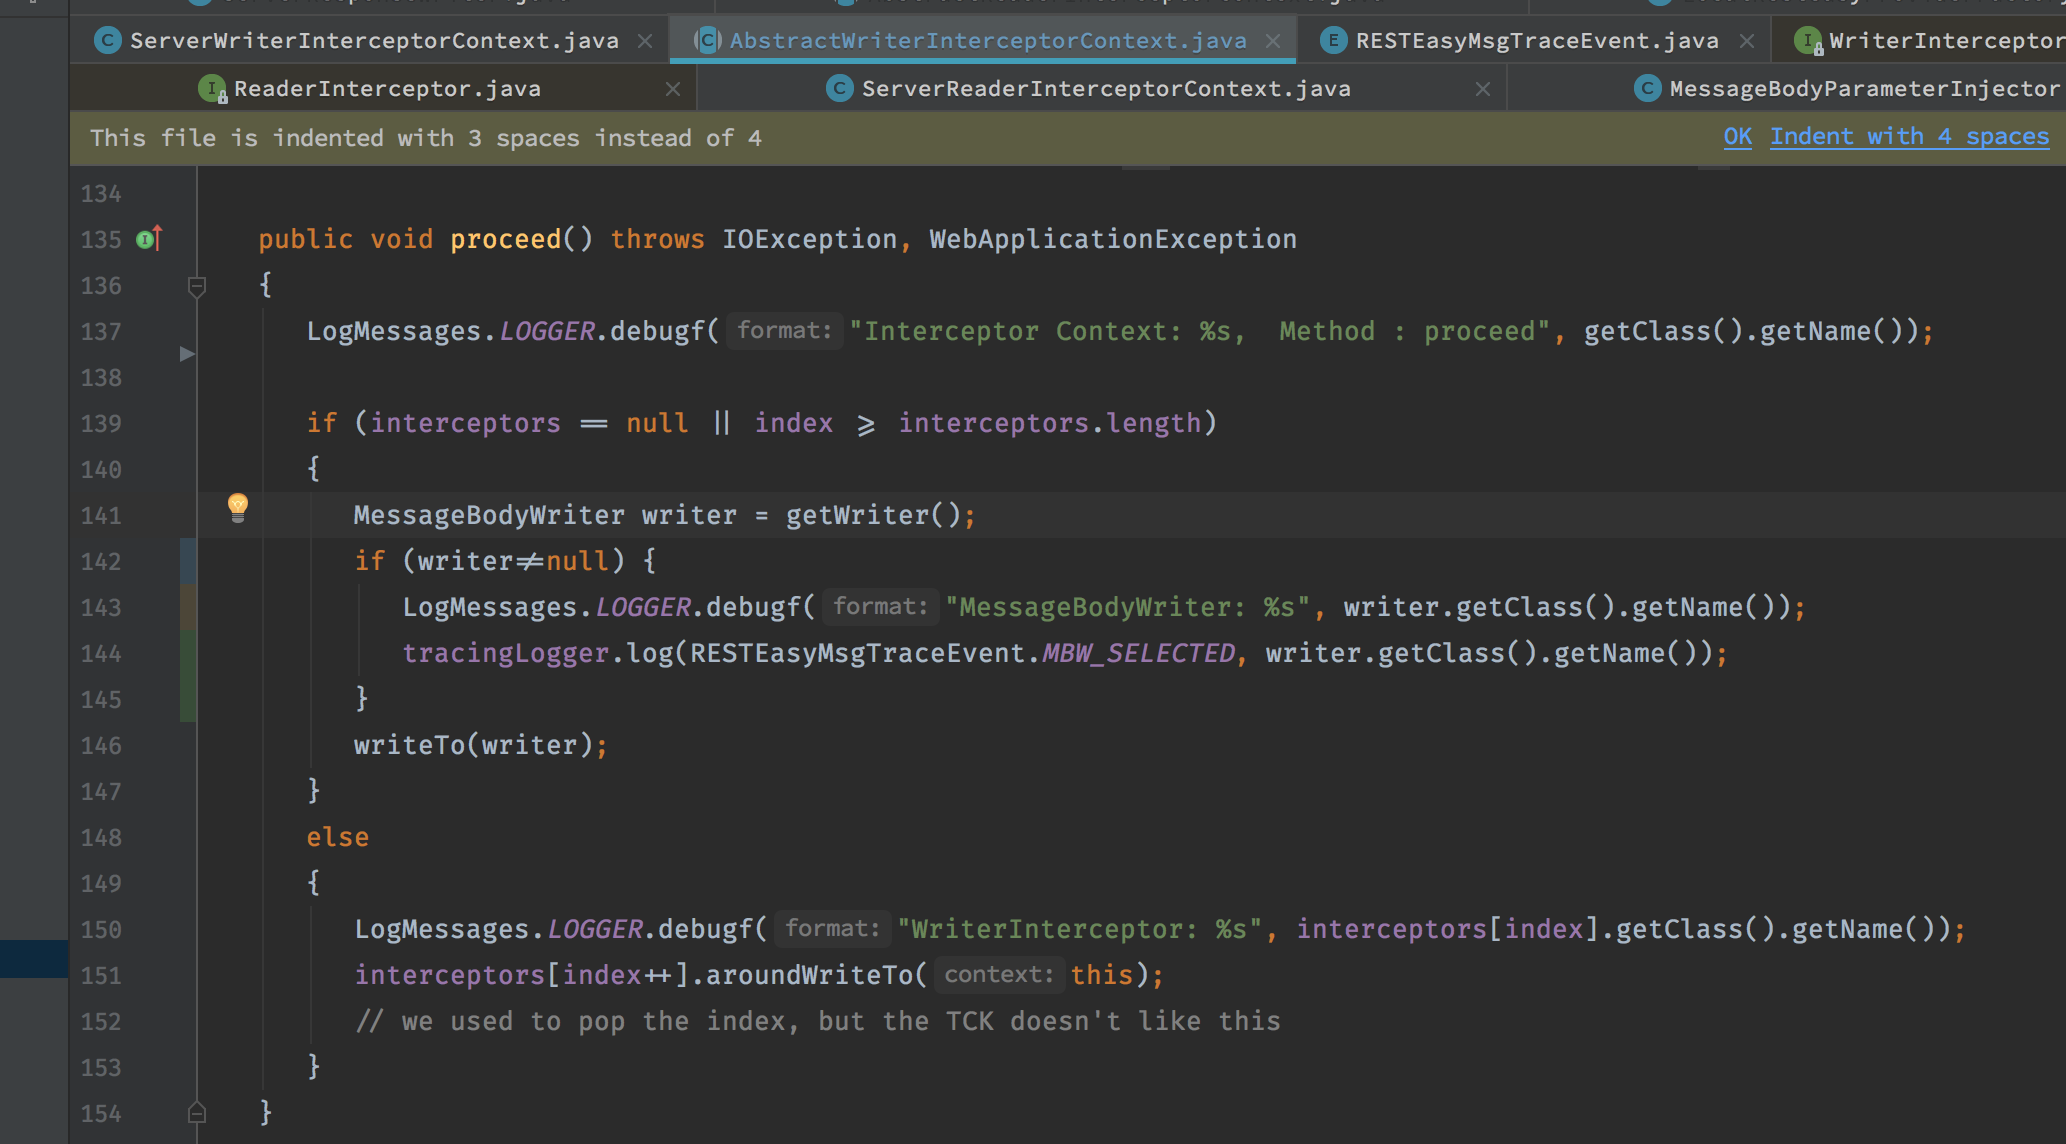 ServerWriterInterceptorContext.java AbstractWriterInterceptorContext.java RESTEasyMsgTraceEvent.java WriterInterceptor
ReaderInterceptor.java ServerReaderInterceptorContext.java MessageBodyParameterInjector
This file is indented with 3 spaces instead of 4 OK Indent with 4 spaces
134
135 public void proceed() throws IOException, WebApplicationException
136 {
137 LogMessages.LOGGER.debugf( format: "Interceptor Context: %s,  Method : proceed", getClass().getName());
138
139 if (interceptors == null || index >= interceptors.length)
140 {
141 MessageBodyWriter writer = getWriter();
142 if (writer!=null) {
143 LogMessages.LOGGER.debugf( format: "MessageBodyWriter: %s", writer.getClass().getName());
144 tracingLogger.log(RESTEasyMsgTraceEvent.MBW_SELECTED, writer.getClass().getName());
145 }
146 writeTo(writer);
147 }
148 else
149 {
150 LogMessages.LOGGER.debugf( format: "WriterInterceptor: %s", interceptors[index].getClass().getName());
151 interceptors[index++].aroundWriteTo( context: this);
152 // we used to pop the index, but the TCK doesn't like this
153 }
154 }